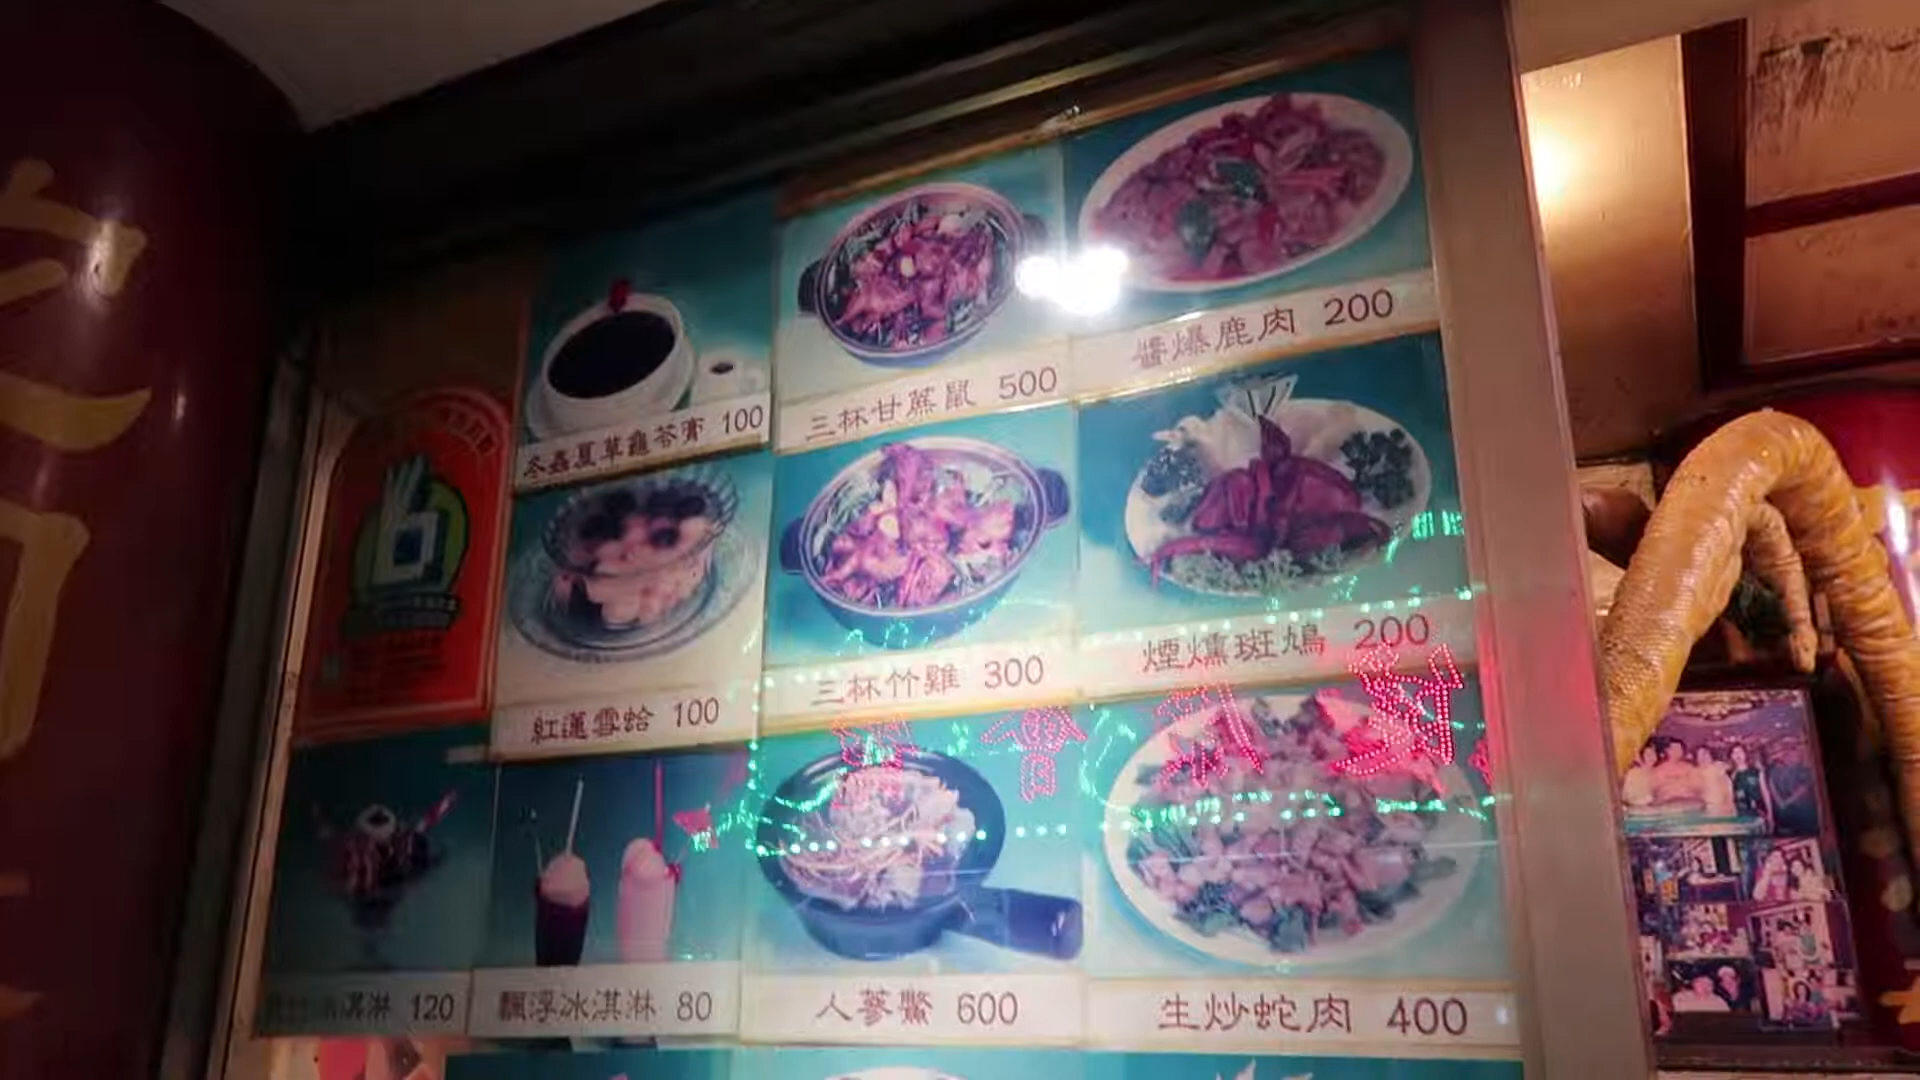 醬爆鹿肉 200
三杯甘蔗鼠 500
冬蟲夏草龜苓膏 100
煙燻斑鳩 200
三杯竹雞 300
紅蓮雪蛤 100
冰淇淋 120
飄浮冰淇淋 80
人蔘鱉 600
生炒蛇肉 400